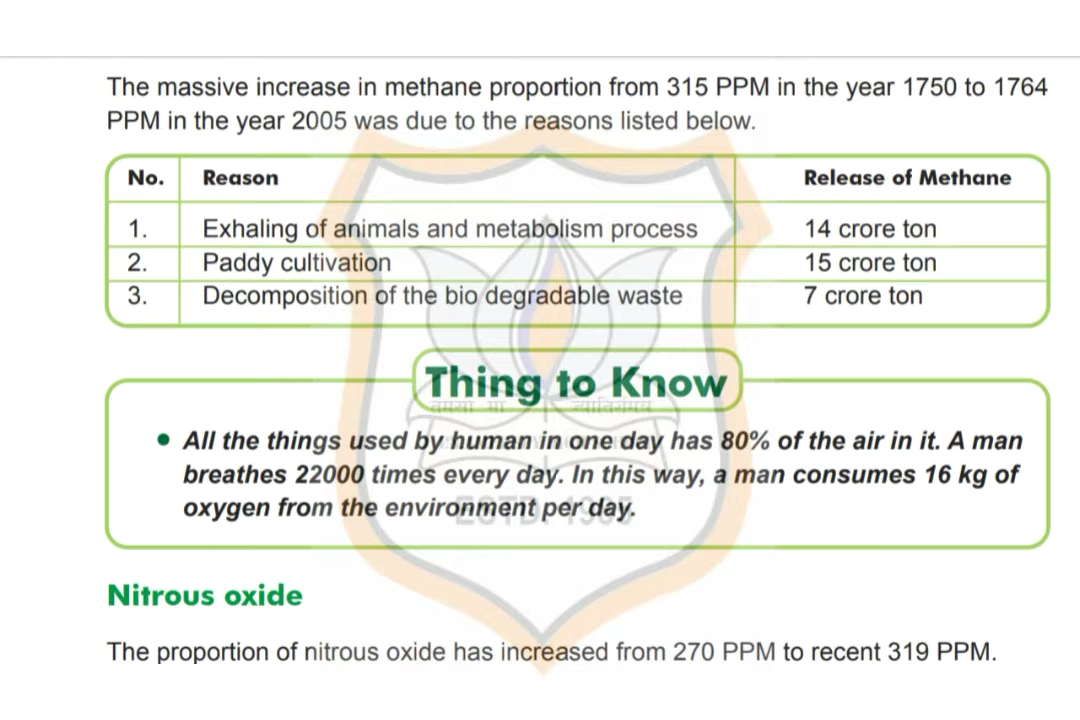 The massive increase in methane proportion from 315 PPM in the year 1750 to 1764
PPM in the year 2005 was due to the reasons listed below.
No. Reason Release of Methane
1. Exhaling of animals and metabolism process 14 crore ton
2. Paddy cultivation 15 crore ton
3. Decomposition of the bio degradable waste 7 crore ton
Thing to Know
• All the things used by human in one day has 80% of the air in it. A man
breathes 22000 times every day. In this way, a man consumes 16 kg of
oxygen from the environment per day.
ESTD. 1985
Nitrous oxide
The proportion of nitrous oxide has increased from 270 PPM to recent 319 PPM.